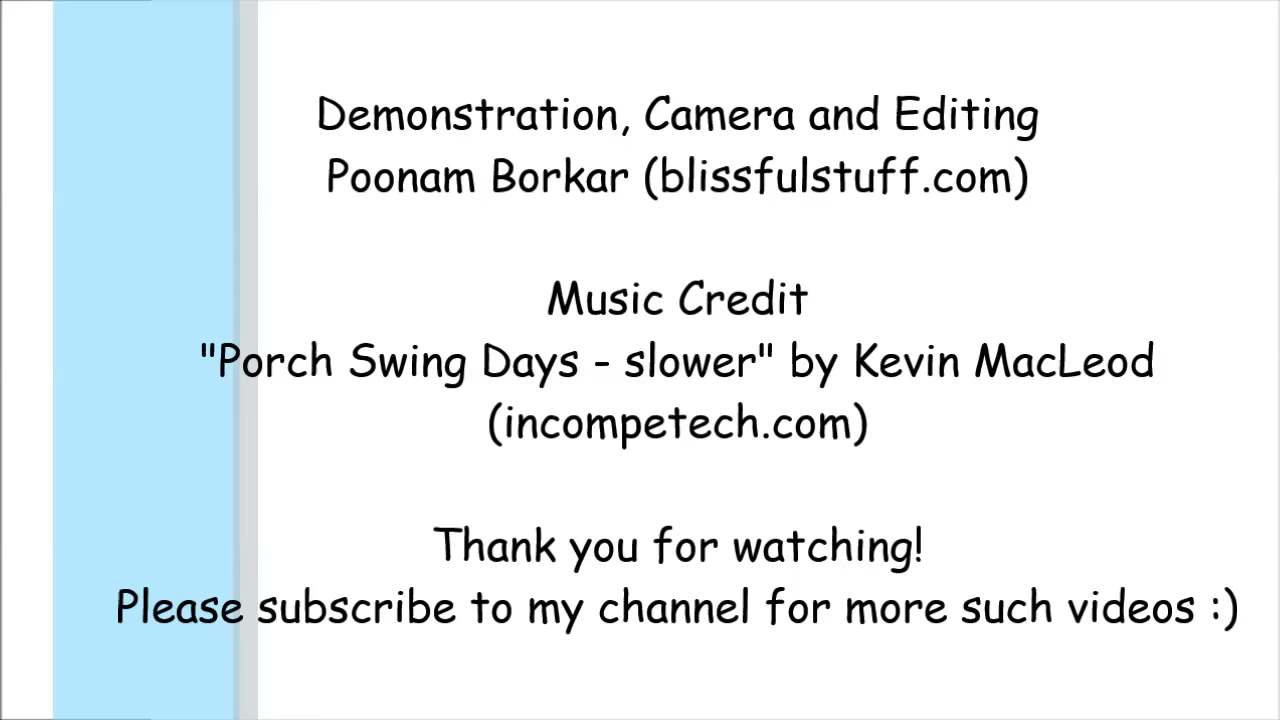 Demonstration, Camera and Editing
Poonam Borkar (blissfulstuff.com)
Music Credit
"Porch Swing Days - slower" by Kevin MacLeod
(incompetech.com)
Thank you for watching!
Please subscribe to my channel for more such videos :)